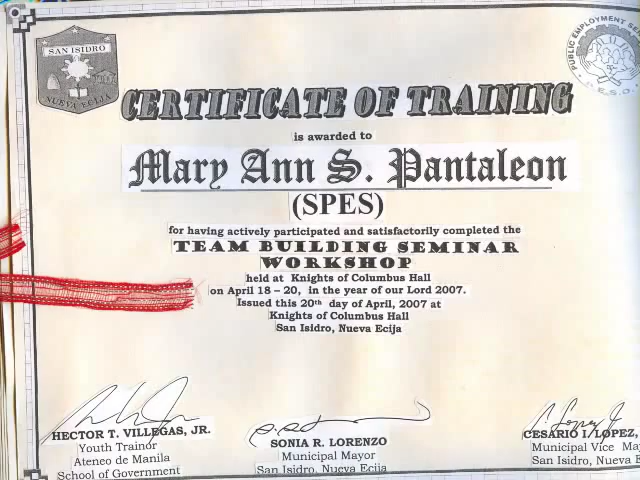 SAN ISIDRO
NUEVA ECIJA
PUBLIC EMPLOYMENT
P.E.S.O.
CERTIFICATE OF TRAINING
is awarded to
Mary Ann S. Pantaleon
(SPES)
for having actively participated and satisfactorily completed the
TEAM BUILDING SEMINAR
WORKSHOP
held at Knights of Columbus Hall
on April 18 – 20, in the year of our Lord 2007.
Issued this 20th day of April, 2007 at
Knights of Columbus Hall
San Isidro, Nueva Ecija
HECTOR T. VILLEGAS, JR.
Youth Trainor
Ateneo de Manila
School of Government
SONIA R. LORENZO
Municipal Mayor
San Isidro, Nueva Ecija
CESARIO I. LOPEZ,
Municipal Vice Ma
San Isidro, Nueva E